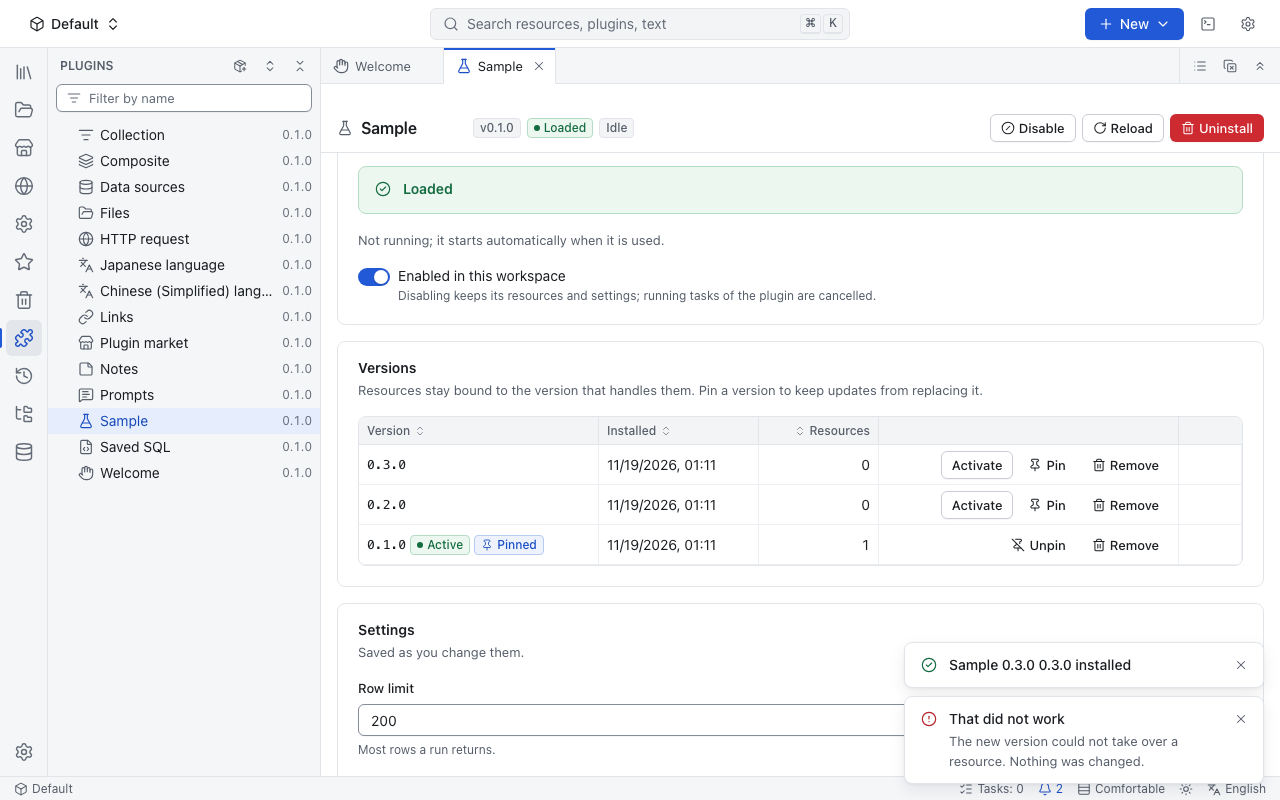 Default
Search resources, plugins, text
⌘ K
New
PLUGINS
Filter by name
Collection 0.1.0
Composite 0.1.0
Data sources 0.1.0
Files 0.1.0
HTTP request 0.1.0
Japanese language 0.1.0
Chinese (Simplified) lang... 0.1.0
Links 0.1.0
Plugin market 0.1.0
Notes 0.1.0
Prompts 0.1.0
Sample 0.1.0
Saved SQL 0.1.0
Welcome 0.1.0
Welcome
Sample
Sample v0.1.0 Loaded Idle
Disable Reload Uninstall
Loaded
Not running; it starts automatically when it is used.
Enabled in this workspace
Disabling keeps its resources and settings; running tasks of the plugin are cancelled.
Versions
Resources stay bound to the version that handles them. Pin a version to keep updates from replacing it.
Version Installed Resources
0.3.0 11/19/2026, 01:11 0 Activate Pin Remove
0.2.0 11/19/2026, 01:11 0 Activate Pin Remove
0.1.0 Active Pinned 11/19/2026, 01:11 1 Unpin Remove
Settings
Saved as you change them.
Row limit
200
Most rows a run returns.
Sample 0.3.0 0.3.0 installed
That did not work
The new version could not take over a
resource. Nothing was changed.
Default
Tasks: 0 2 Comfortable English